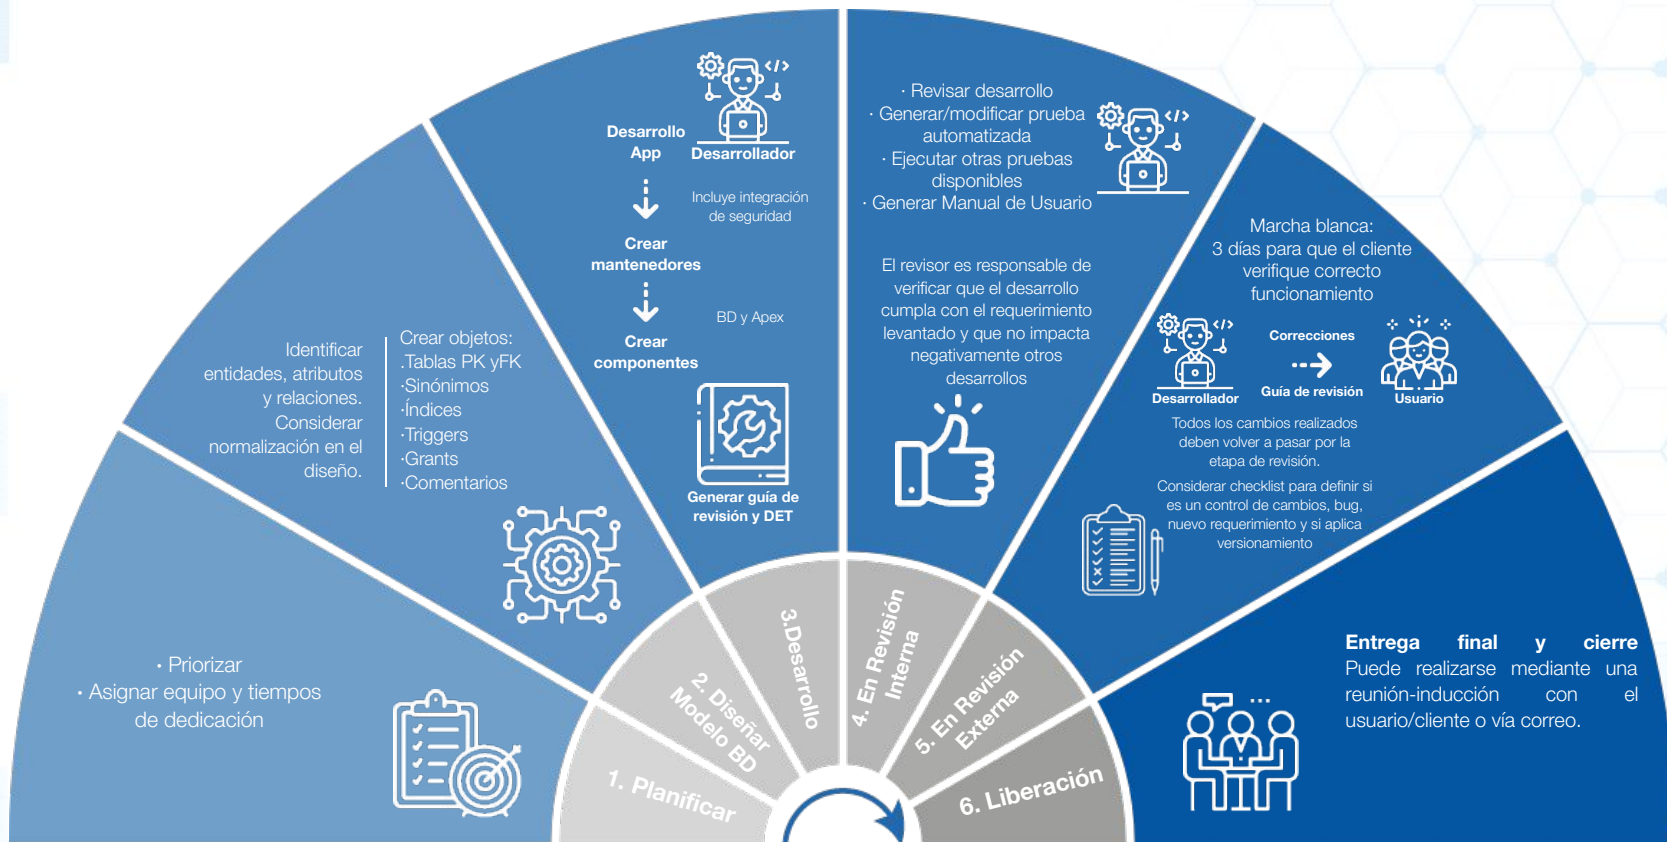 · Priorizar
· Asignar equipo y tiempos
de dedicación
1. Planificar
Identificar
entidades, atributos
y relaciones.
Considerar
normalización en el
diseño.
Crear objetos:
.Tablas PK yFK
·Sinónimos
·Índices
·Triggers
·Grants
·Comentarios
2. Diseñar
Modelo BD
Desarrollo
App
Desarrollador
Incluye integración
de seguridad
Crear
mantenedores
BD y Apex
Crear
componentes
Generar guía de
revisión y DET
3.Desarrollo
· Revisar desarrollo
· Generar/modificar prueba
automatizada
· Ejecutar otras pruebas
disponibles
· Generar Manual de Usuario
El revisor es responsable de
verificar que el desarrollo
cumpla con el requerimiento
levantado y que no impacta
negativamente otros
desarrollos
4. En Revisión
Interna
Marcha blanca:
3 días para que el cliente
verifique correcto
funcionamiento
Correcciones
Desarrollador
Guía de revisión
Usuario
Todos los cambios realizados
deben volver a pasar por la
etapa de revisión.
Considerar checklist para definir si
es un control de cambios, bug,
nuevo requerimiento y si aplica
versionamiento
5. En Revisión
Externa
Entrega final y cierre
Puede realizarse mediante una
reunión-inducción con el
usuario/cliente o vía correo.
6. Liberación